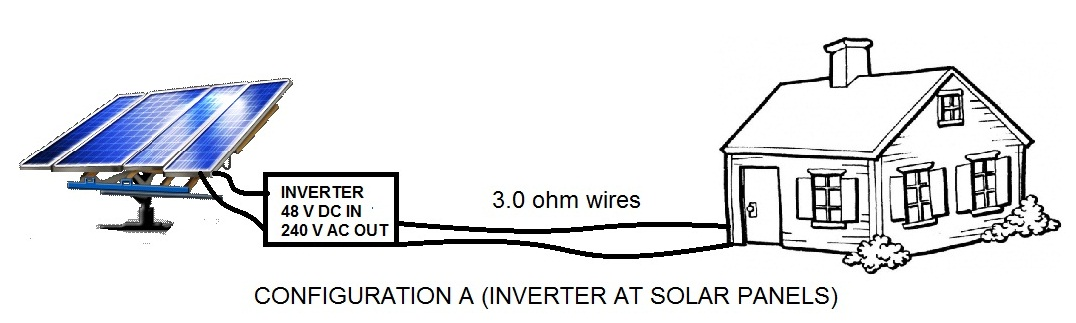 INVERTER
48 V DC IN
240 V AC OUT
3.0 ohm wires
CONFIGURATION A (INVERTER AT SOLAR PANELS)